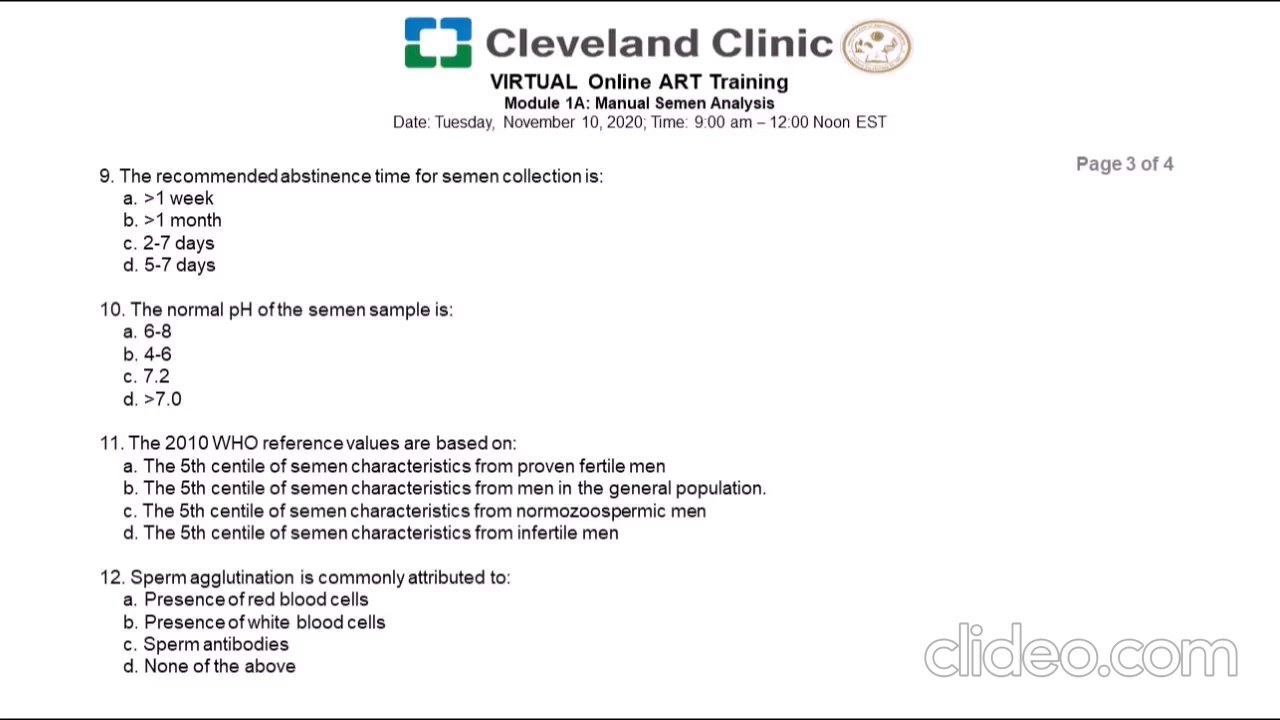 Cleveland Clinic
VIRTUAL Online ART Training
Module 1A: Manual Semen Analysis
Date: Tuesday, November 10, 2020; Time: 9:00 am – 12:00 Noon EST
Page 3 of 4
9. The recommended abstinence time for semen collection is:
a. >1 week
b. >1 month
c. 2-7 days
d. 5-7 days
10. The normal pH of the semen sample is:
a. 6-8
b. 4-6
c. 7.2
d. >7.0
11. The 2010 WHO reference values are based on:
a. The 5th centile of semen characteristics from proven fertile men
b. The 5th centile of semen characteristics from men in the general population.
c. The 5th centile of semen characteristics from normozoospermic men
d. The 5th centile of semen characteristics from infertile men
12. Sperm agglutination is commonly attributed to:
a. Presence of red blood cells
b. Presence of white blood cells
c. Sperm antibodies
d. None of the above
clideo.com